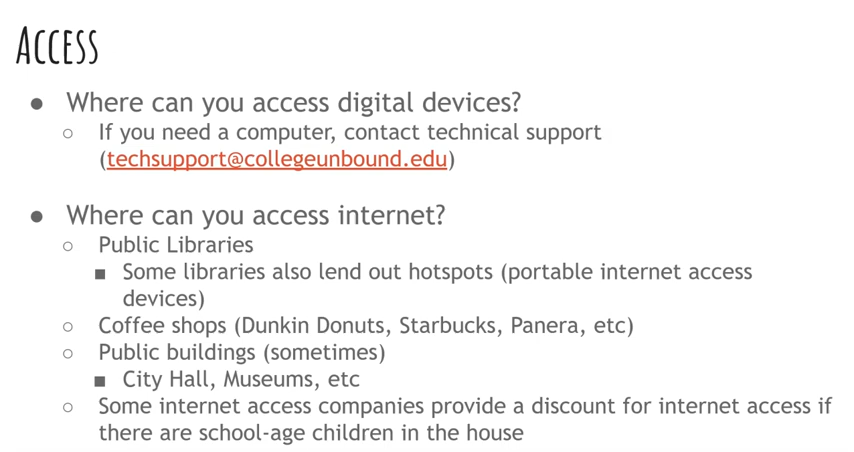 Access
● Where can you access digital devices?
○ If you need a computer, contact technical support
(techsupport@collegeunbound.edu)
● Where can you access internet?
○ Public Libraries
■ Some libraries also lend out hotspots (portable internet access
devices)
○ Coffee shops (Dunkin Donuts, Starbucks, Panera, etc)
○ Public buildings (sometimes)
■ City Hall, Museums, etc
○ Some internet access companies provide a discount for internet access if
there are school-age children in the house